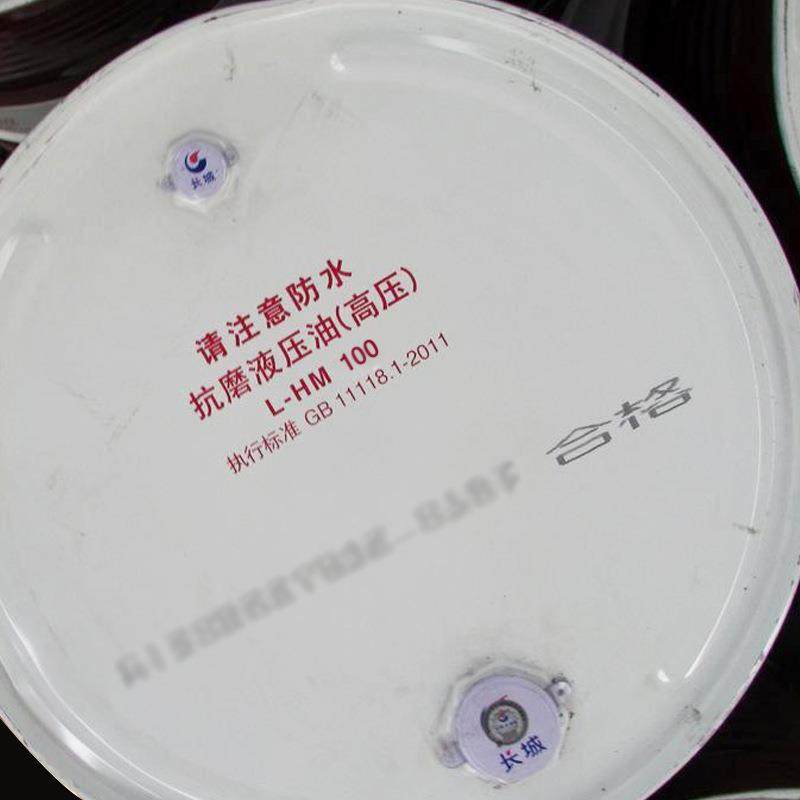 长城
请注意防水
抗磨液压油(高压)
L-HM 100
执行标准 GB 11118.1-2011
合格
长城